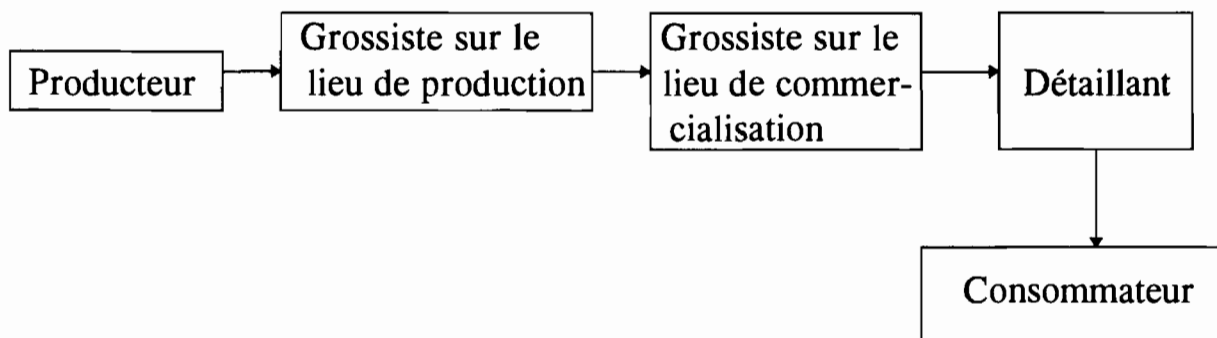 Producteur
Grossiste sur le
lieu de production
Grossiste sur le
lieu de commer-
cialisation
Détaillant
Consommateur